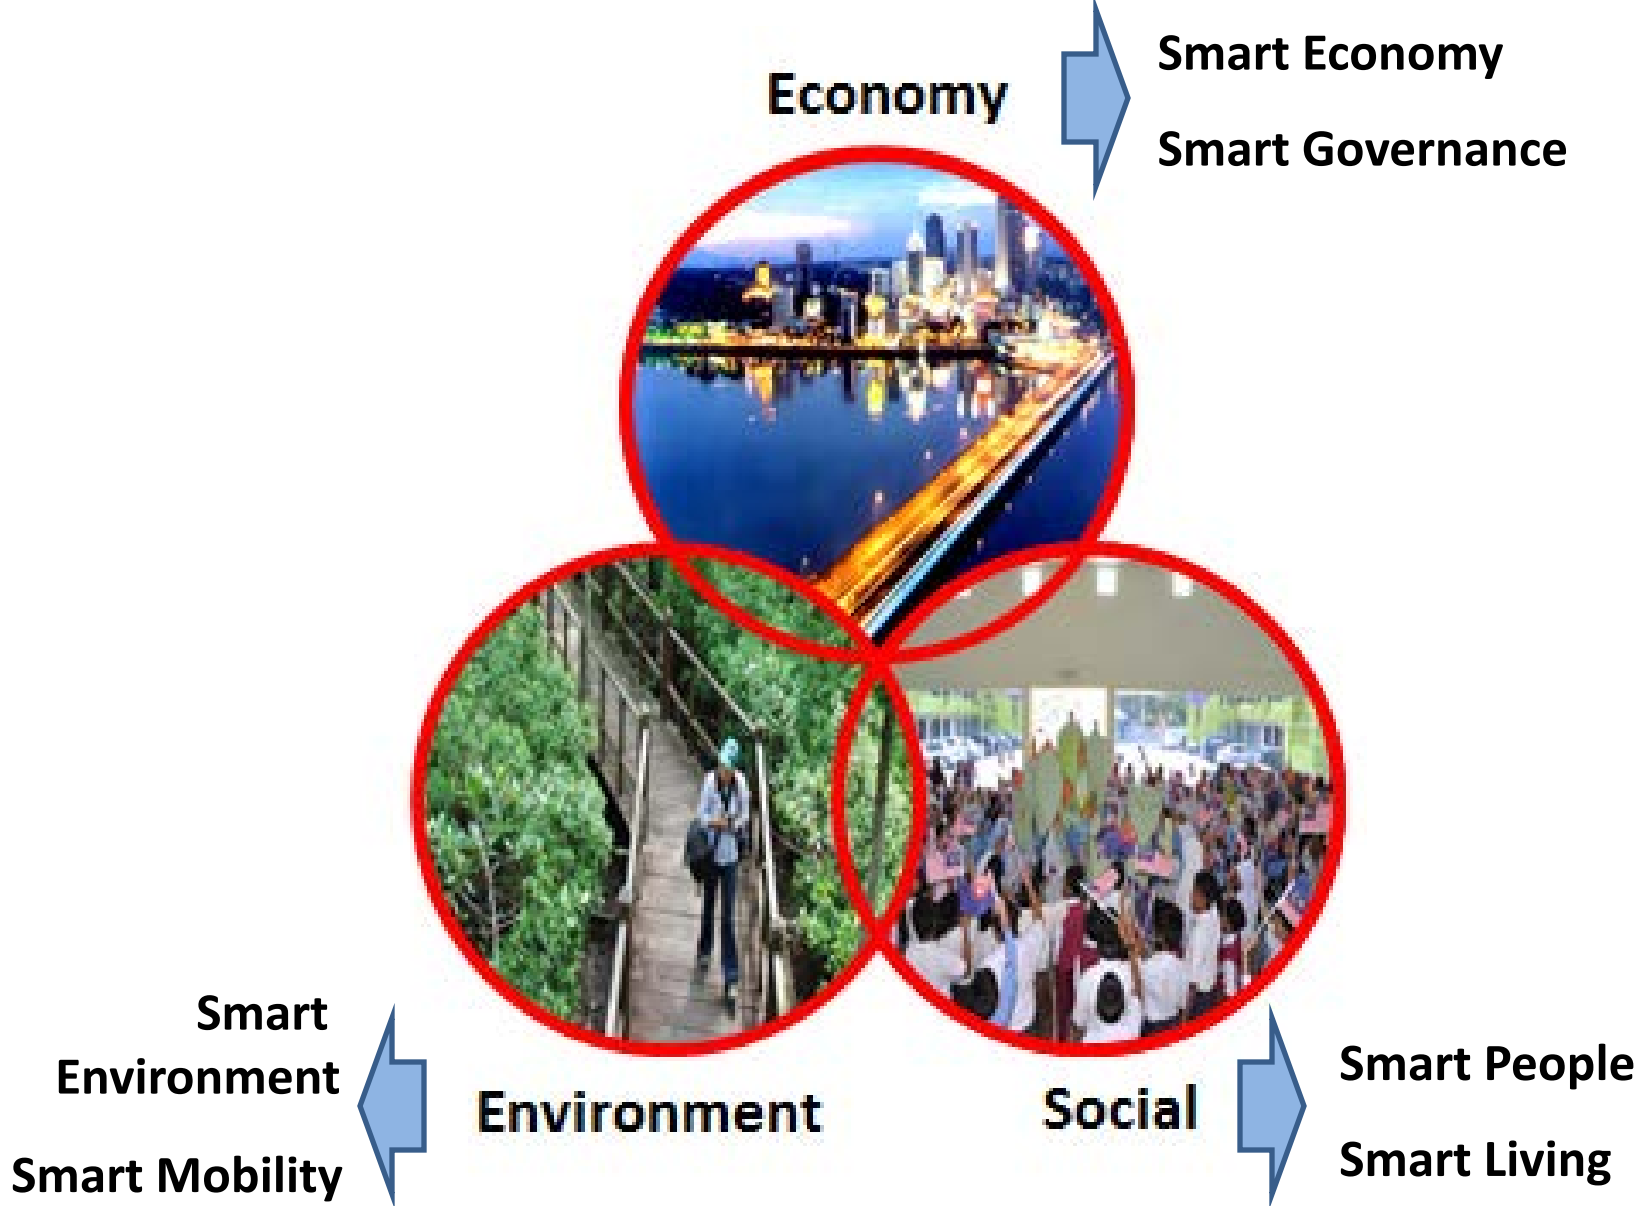 Economy
Smart Economy
Smart Governance
Smart
Environment
Smart Mobility
Environment
Social
Smart People
Smart Living